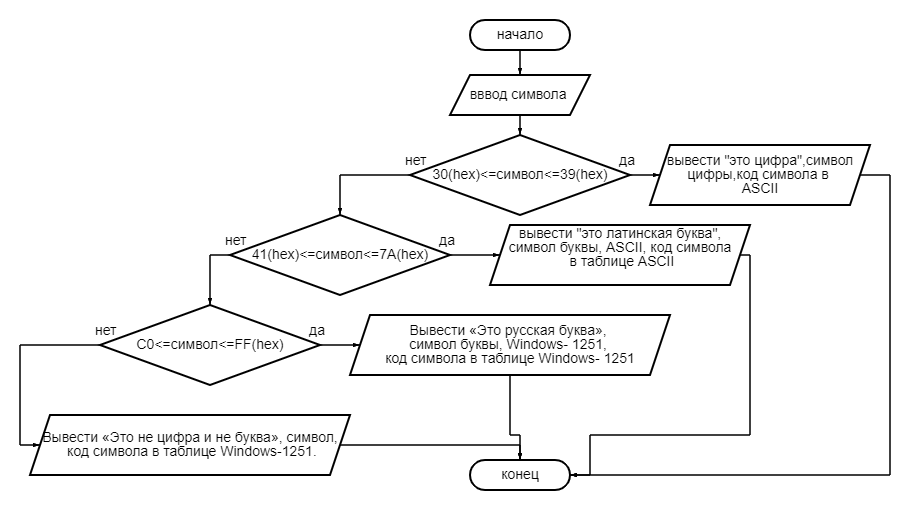 начало
вввод символа
нет
да
30(hex)<=символ<=39(hex)
вывести "это цифра",символ
цифры,код символа в
ASCII
нет
да
41(hex)<=символ<=7A(hex)
вывести "это латинская буква",
символ буквы, ASCII, код символа
в таблице ASCII
нет
да
C0<=символ<=FF(hex)
Вывести «Это русская буква»,
символ буквы, Windows- 1251,
код символа в таблице Windows- 1251
Вывести «Это не цифра и не буква», символ,
код символа в таблице Windows-1251.
конец